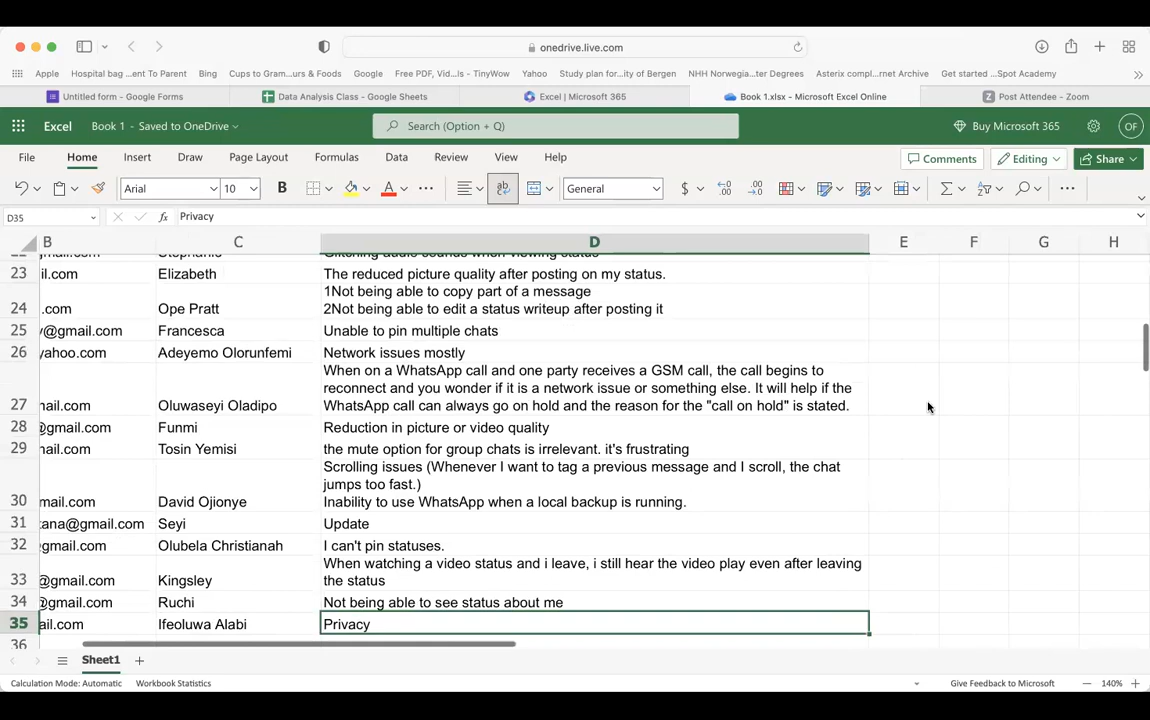 onedrive.live.com
Apple Hospital bag ...ent To Parent Bing Cups to Gram...urs & Foods Google Free PDF, Vid...ls - TinyWow Yahoo Study plan for...ity of Bergen NHH Norwegia...ter Degrees Asterix compl...rnet Archive Get started ...Spot Academy
Untitled form - Google Forms Data Analysis Class - Google Sheets Excel | Microsoft 365 Book 1.xlsx - Microsoft Excel Online Post Attendee - Zoom
Excel Book 1 - Saved to OneDrive Search (Option + Q) Buy Microsoft 365 OF
File Home Insert Draw Page Layout Formulas Data Review View Help Comments Editing Share
Arial 10 B A ab General $
D35 fx Privacy
B C D E F G H
23 il.com Elizabeth The reduced picture quality after posting on my status.
1Not being able to copy part of a message
24 .com Ope Pratt 2Not being able to edit a status writeup after posting it
25 y@gmail.com Francesca Unable to pin multiple chats
26 yahoo.com Adeyemo Olorunfemi Network issues mostly
When on a WhatsApp call and one party receives a GSM call, the call begins to
reconnect and you wonder if it is a network issue or something else. It will help if the
27 nail.com Oluwaseyi Oladipo WhatsApp call can always go on hold and the reason for the "call on hold" is stated.
28 @gmail.com Funmi Reduction in picture or video quality
29 nail.com Tosin Yemisi the mute option for group chats is irrelevant. it's frustrating
Scrolling issues (Whenever I want to tag a previous message and I scroll, the chat
jumps too fast.)
30 mail.com David Ojionye Inability to use WhatsApp when a local backup is running.
31 tana@gmail.com Seyi Update
32 @gmail.com Olubela Christianah I can't pin statuses.
When watching a video status and i leave, i still hear the video play even after leaving
33 @gmail.com Kingsley the status
34 @gmail.com Ruchi Not being able to see status about me
35 ail.com Ifeoluwa Alabi Privacy
36
Sheet1
Calculation Mode: Automatic Workbook Statistics Give Feedback to Microsoft 140%